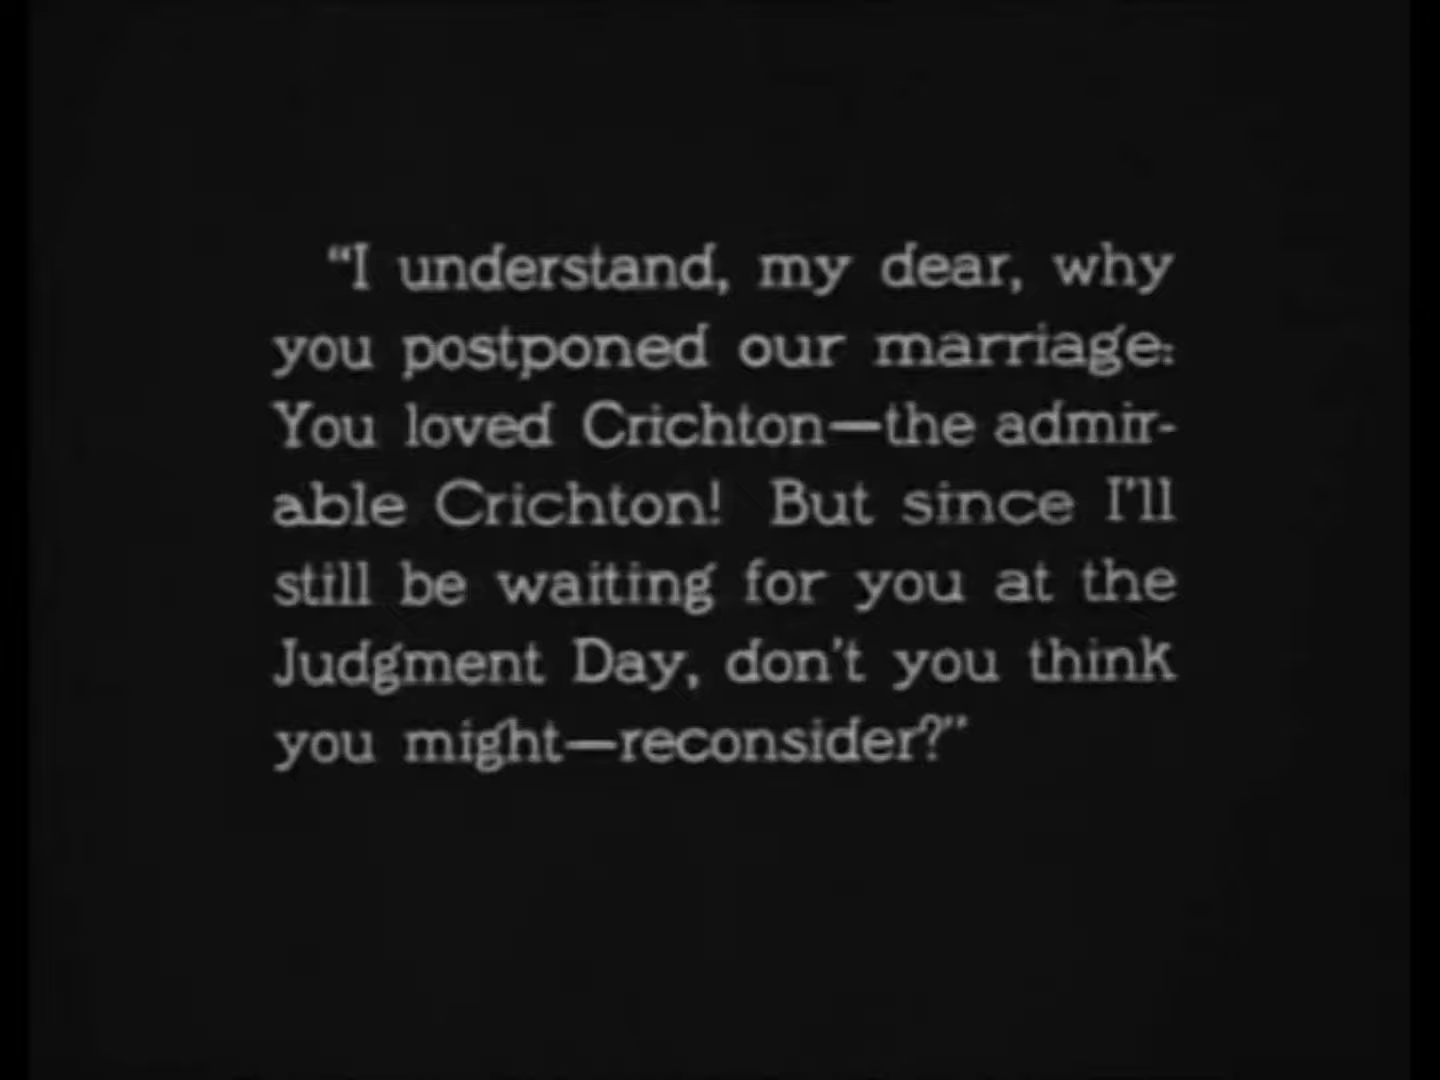 “I understand, my dear, why
you postponed our marriage:
You loved Crichton—the admir-
able Crichton! But since I'll
still be waiting for you at the
Judgment Day, don't you think
you might—reconsider?”